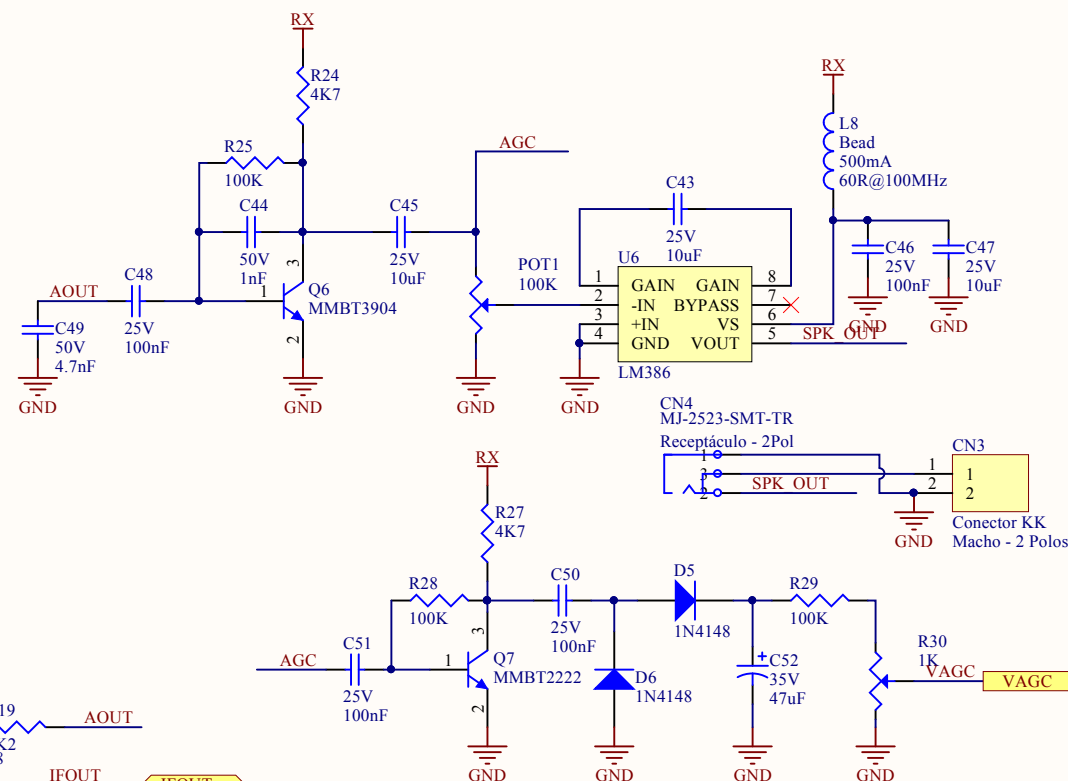 RX
R24
4K7
R25
100K
C44
50V
1nF
3
1
2
Q6
MMBT3904
AOUT
C48
25V
100nF
C49
50V
4.7nF
GND
GND
AGC
C45
25V
10uF
POT1
100K
GND
C43
25V
10uF
U6
1
2
3
4
GAIN
-IN
+IN
GND
GAIN
BYPASS
VS
VOUT
8
7
6
5
LM386
GND
SPK_OUT
RX
L8
Bead
500mA
60R@100MHz
C46
25V
100nF
GND
C47
25V
10uF
GND
CN4
MJ-2523-SMT-TR
Receptáculo - 2Pol
1
3
2
SPK_OUT
CN3
1
2
1
2
GND
Conector KK
Macho - 2 Polos
RX
R27
4K7
R28
100K
AGC
C51
25V
100nF
3
1
2
Q7
MMBT2222
GND
C50
25V
100nF
D6
1N4148
GND
D5
1N4148
C52
35V
47uF
GND
R29
100K
R30
1K
VAGC
VAGC
GND
19
K2
AOUT
IFOUT
IFOUT